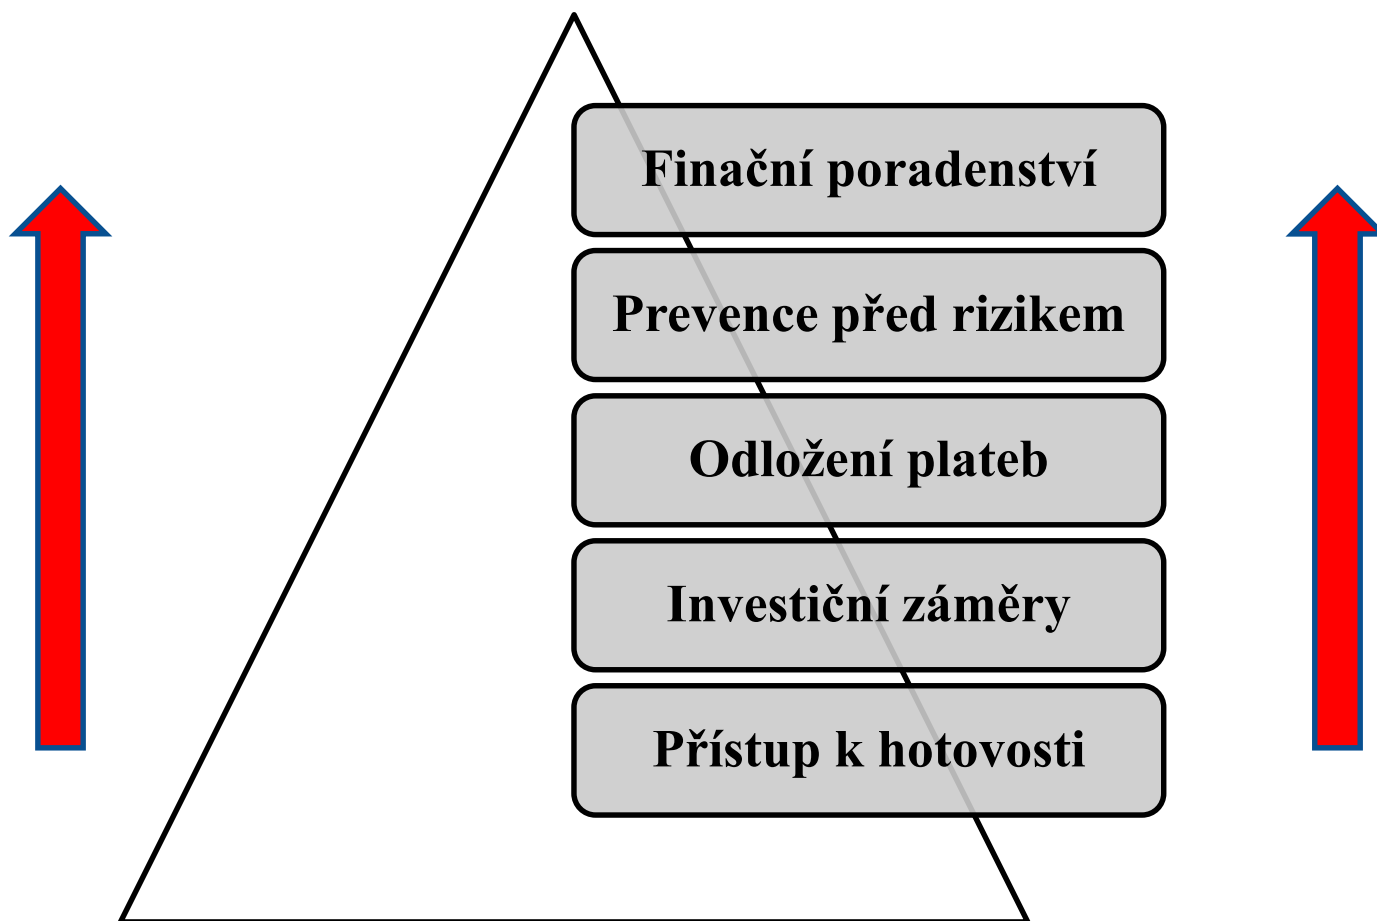 Finační poradenství
Prevence před rizikem
Odložení plateb
Investiční záměry
Přístup k hotovosti